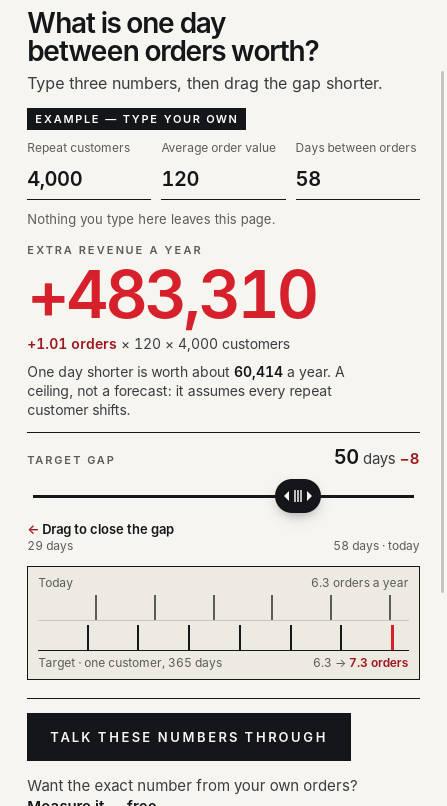 What is one day
between orders worth?
Type three numbers, then drag the gap shorter.
EXAMPLE — TYPE YOUR OWN
Repeat customers Average order value Days between orders
4,000 120 58
Nothing you type here leaves this page.
EXTRA REVENUE A YEAR
+483,310
+1.01 orders × 120 × 4,000 customers
One day shorter is worth about 60,414 a year. A
ceiling, not a forecast: it assumes every repeat
customer shifts.
TARGET GAP 50 days −8
← Drag to close the gap
29 days 58 days · today
Today 6.3 orders a year
Target · one customer, 365 days 6.3 → 7.3 orders
TALK THESE NUMBERS THROUGH
Want the exact number from your own orders?
Measure it — free